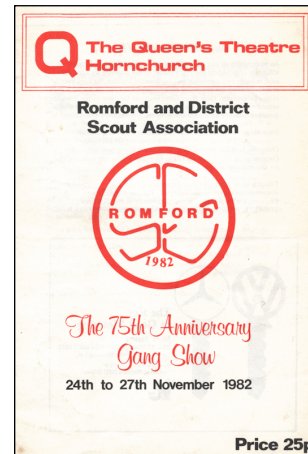 Q The Queen's Theatre
Hornchurch
Romford and District
Scout Association
ROMFORD
1982
The 75th Anniversary
Gang Show
24th to 27th November 1982
Price 25p